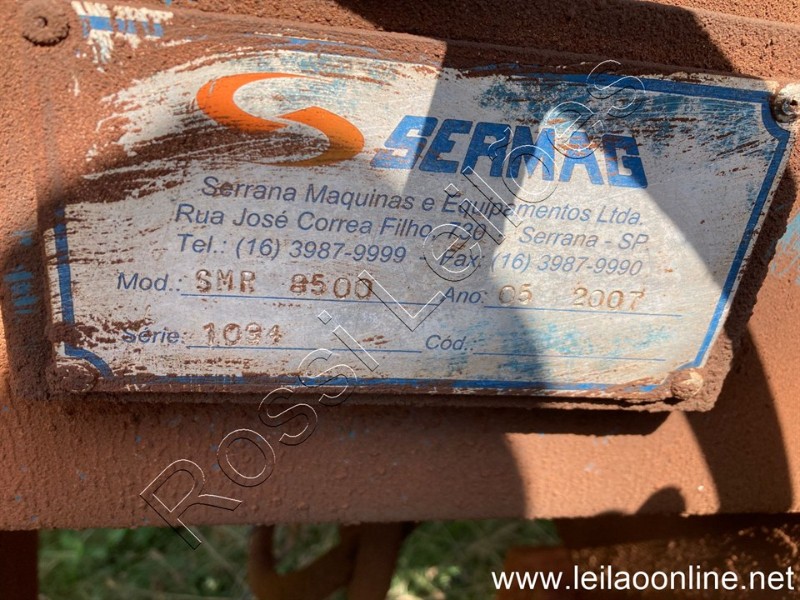 SERMAG
Serrana Maquinas e Equipamentos Ltda.
Rua José Correa Filho, 720 - Serrana - SP
Tel.: (16) 3987-9999 - Fax: (16) 3987-9990
Mod.: SMR 8500 Ano: 05 2007
Série: 1094 Cód.:
Rossi Leilões
www.leilaoonline.net